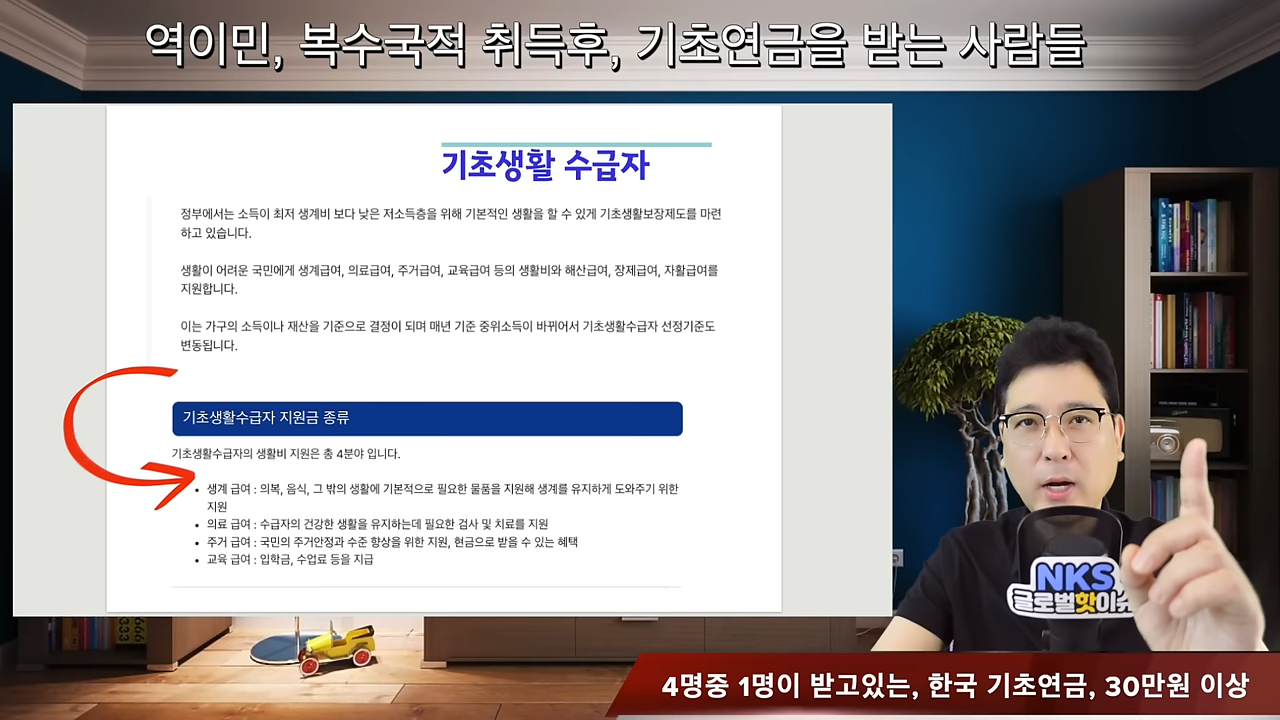 역이민, 복수국적 취득후, 기초연금을 받는 사람들
기초생활 수급자
정부에서는 소득이 최저 생계비 보다 낮은 저소득층을 위해 기본적인 생활을 할 수 있게 기초생활보장제도를 마련
하고 있습니다.
생활이 어려운 국민에게 생계급여, 의료급여, 주거급여, 교육급여 등의 생활비와 해산급여, 장제급여, 자활급여를
지원합니다.
이는 가구의 소득이나 재산을 기준으로 결정이 되며 매년 기준 중위소득이 바뀌어서 기초생활수급자 선정기준도
변동됩니다.
기초생활수급자 지원금 종류
기초생활수급자의 생활비 지원은 총 4분야 입니다.
• 생계 급여 : 의복, 음식, 그 밖의 생활에 기본적으로 필요한 물품을 지원해 생계를 유지하게 도와주기 위한
지원
• 의료 급여 : 수급자의 건강한 생활을 유지하는데 필요한 검사 및 치료를 지원
• 주거 급여 : 국민의 주거안정과 수준 향상을 위한 지원, 현금으로 받을 수 있는 혜택
• 교육 급여 : 입학금, 수업료 등을 지급
NKS
글로벌핫이슈
4명중 1명이 받고있는, 한국 기초연금, 30만원 이상